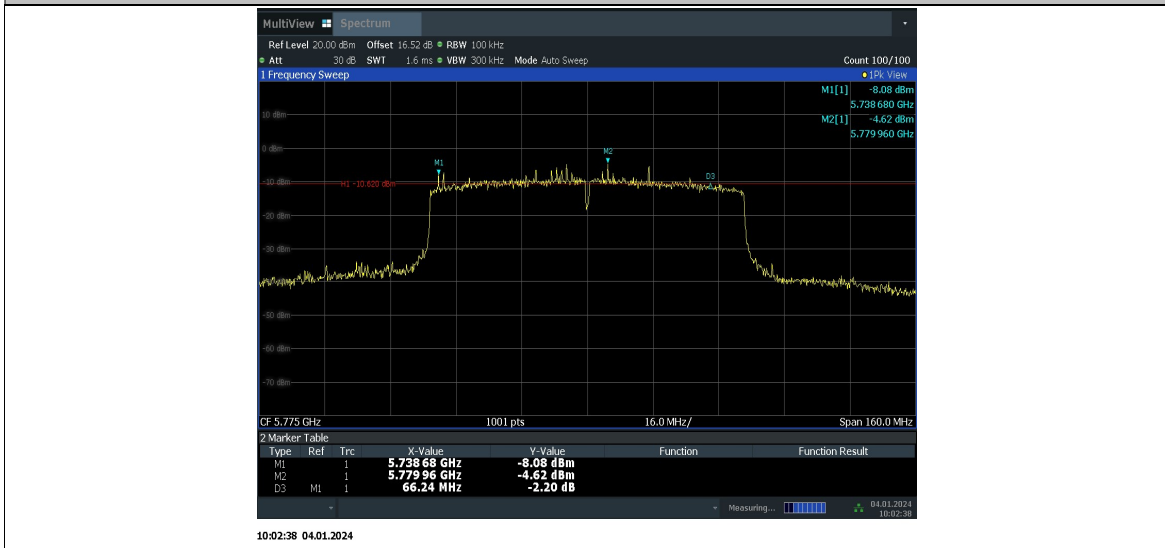 MultiView Spectrum
Ref Level 20.00 dBm Offset 16.52 dB RBW 100 kHz
Att 30 dB SWT 1.6 ms VBW 300 kHz Mode Auto Sweep Count 100/100
1 Frequency Sweep 1Pk View
M1[1] -8.08 dBm
5.738 680 GHz
10 dBm
M2[1] -4.62 dBm
5.779 960 GHz
0 dBm
M2
M1
D3
-10 dBm
H1 -10.620 dBm
-20 dBm
-30 dBm
-40 dBm
-50 dBm
-60 dBm
-70 dBm
CF 5.775 GHz 1001 pts 16.0 MHz/ Span 160.0 MHz
2 Marker Table
Type Ref Trc X-Value Y-Value Function Function Result
M1 1 5.738 68 GHz -8.08 dBm
M2 1 5.779 96 GHz -4.62 dBm
D3 M1 1 66.24 MHz -2.20 dB
Measuring... 04.01.2024
10:02:38
10:02:38 04.01.2024